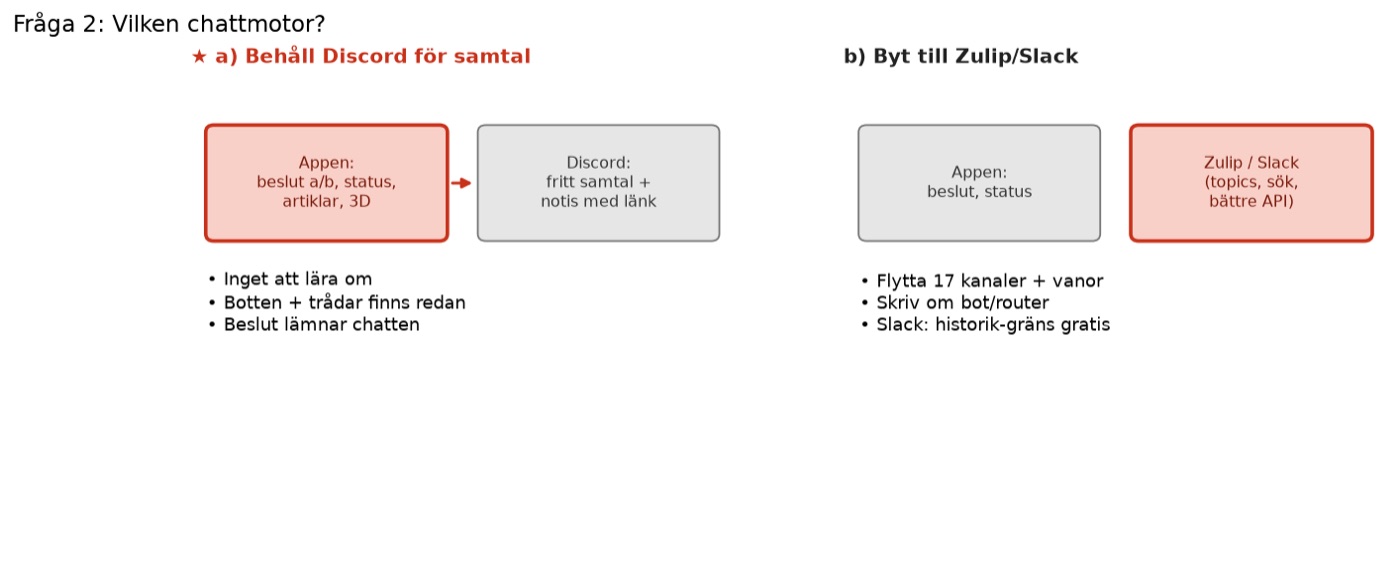 Fråga 2: Vilken chattmotor?
★ a) Behåll Discord för samtal
Appen:
beslut a/b, status,
artiklar, 3D
Discord:
fritt samtal +
notis med länk
• Inget att lära om
• Botten + trådar finns redan
• Beslut lämnar chatten
b) Byt till Zulip/Slack
Appen:
beslut, status
Zulip / Slack
(topics, sök,
bättre API)
• Flytta 17 kanaler + vanor
• Skriv om bot/router
• Slack: historik-gräns gratis